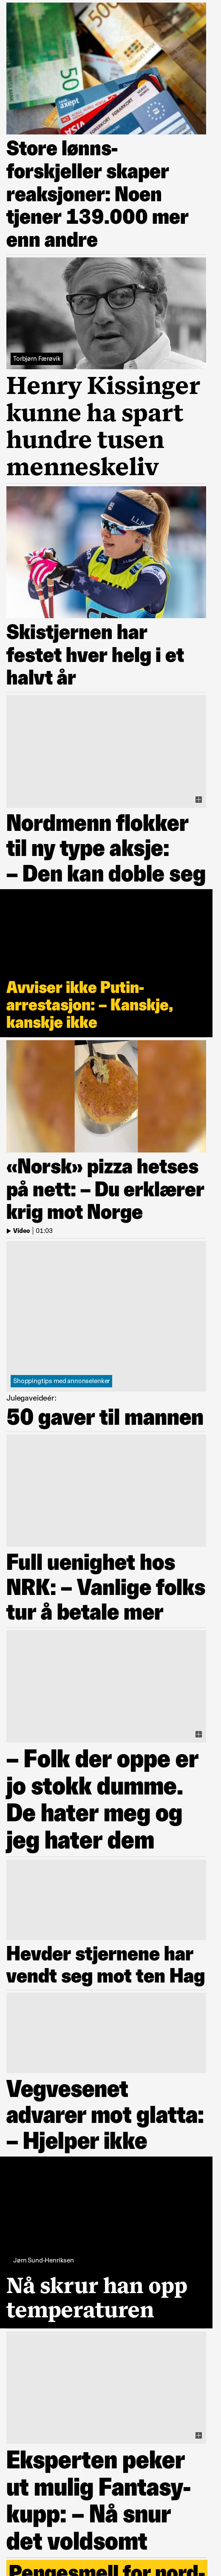 Store lønns-
forskjeller skaper
reaksjoner: Noen
tjener 139.000 mer
enn andre
Torbjørn Færøvik
Henry Kissinger
kunne ha spart
hundre tusen
menneskeliv
Skistjernen har
festet hver helg i et
halvt år
Nordmenn flokker
til ny type aksje:
– Den kan doble seg
Avviser ikke Putin-
arrestasjon: – Kanskje,
kanskje ikke
«Norsk» pizza hetses
på nett: – Du erklærer
krig mot Norge
Video | 01:03
Shoppingtips med annonselenker
Julegaveideér:
50 gaver til mannen
Full uenighet hos
NRK: – Vanlige folks
tur å betale mer
– Folk der oppe er
jo stokk dumme.
De hater meg og
jeg hater dem
Hevder stjernene har
vendt seg mot ten Hag
Vegvesenet
advarer mot glatta:
– Hjelper ikke
Jørn Sund-Henriksen
Nå skrur han opp
temperaturen
Eksperten peker
ut mulig Fantasy-
kupp: – Nå snur
det voldsomt
Pengesmell for nord-